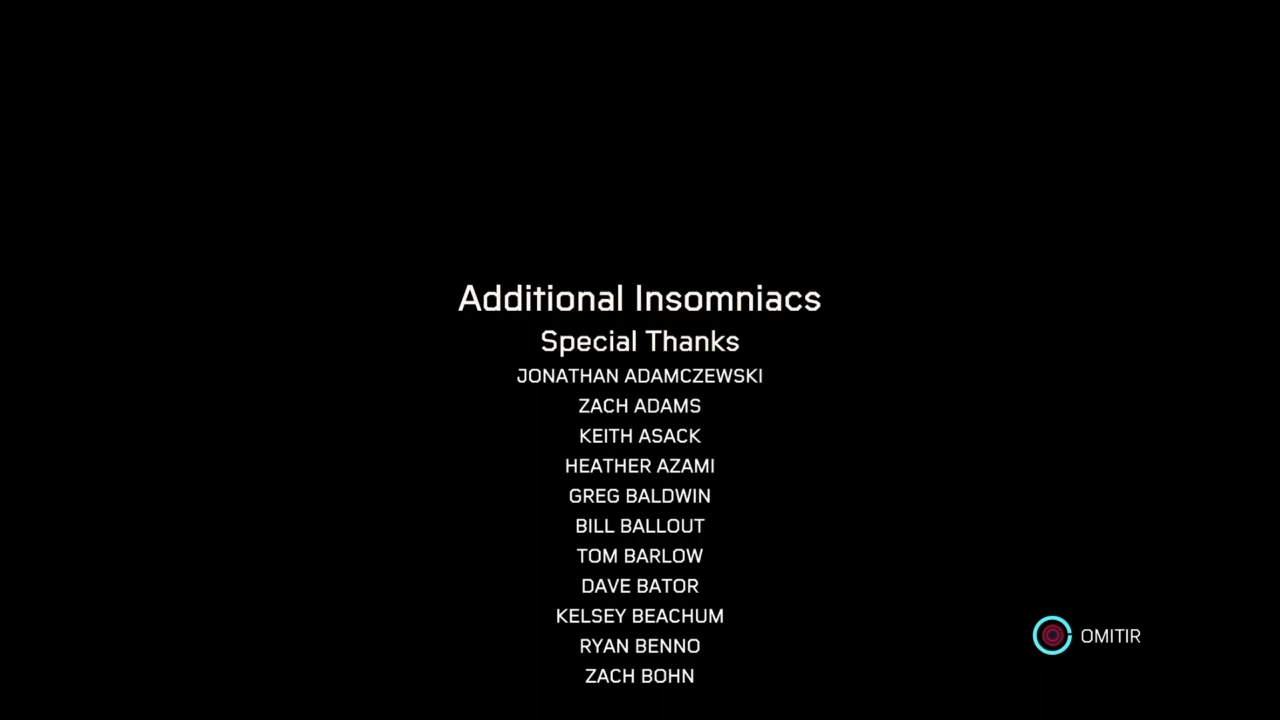 Additional Insomniacs
Special Thanks
JONATHAN ADAMCZEWSKI
ZACH ADAMS
KEITH ASACK
HEATHER AZAMI
GREG BALDWIN
BILL BALLOUT
TOM BARLOW
DAVE BATOR
KELSEY BEACHUM
RYAN BENNO
ZACH BOHN
OMITIR